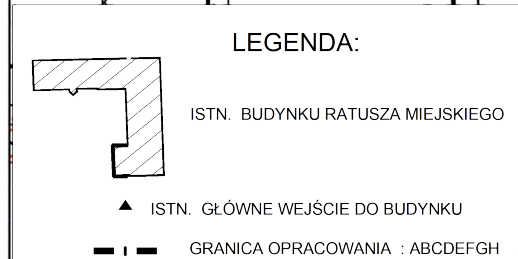 LEGENDA:
ISTN. BUDYNKU RATUSZA MIEJSKIEGO
ISTN. GŁÓWNE WEJŚCIE DO BUDYNKU
GRANICA OPRACOWANIA : ABCDEFGH